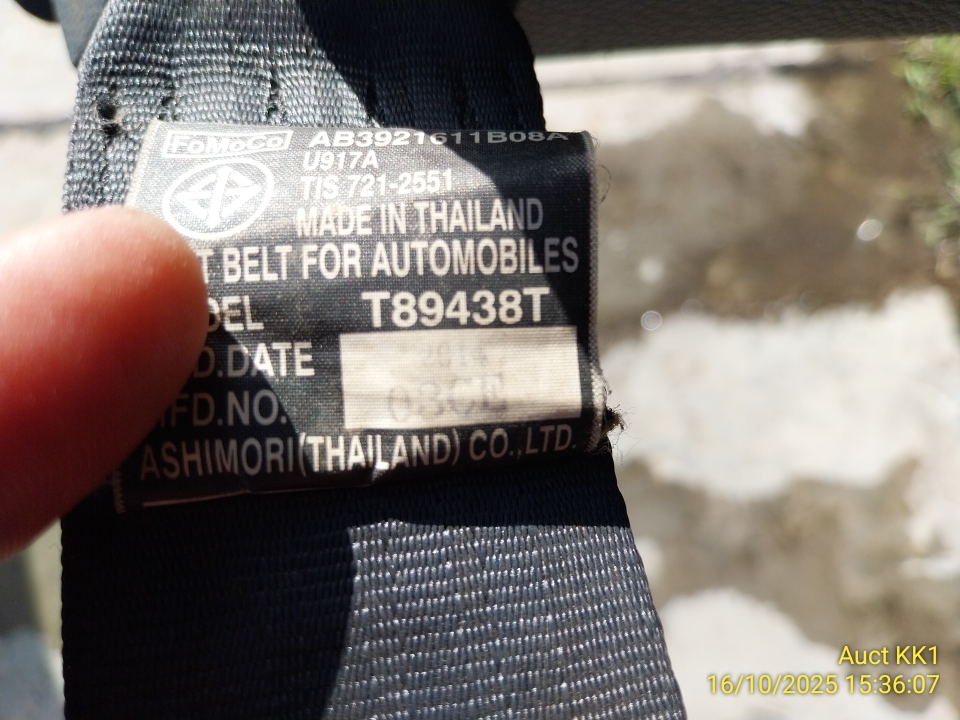 FoMoCo AB3921611B08A
U917A
TIS 721-2551
MADE IN THAILAND
T BELT FOR AUTOMOBILES
DEL T89438T
D.DATE
FD.NO.
ASHIMORI (THAILAND) CO.,LTD.
Auct KK1
16/10/2025 15:36:07